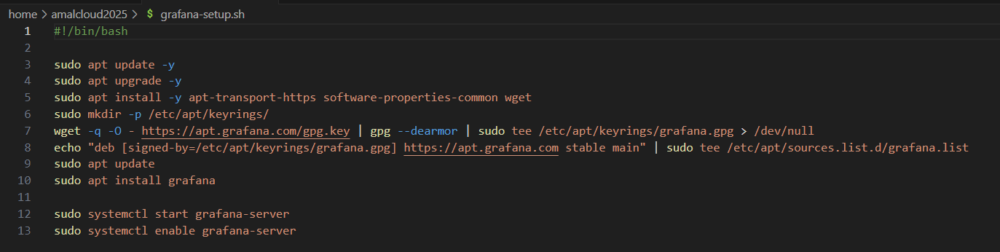 home > amalcloud2025 > $ grafana-setup.sh
1 #!/bin/bash
2
3 sudo apt update -y
4 sudo apt upgrade -y
5 sudo apt install -y apt-transport-https software-properties-common wget
6 sudo mkdir -p /etc/apt/keyrings/
7 wget -q -O - https://apt.grafana.com/gpg.key | gpg --dearmor | sudo tee /etc/apt/keyrings/grafana.gpg > /dev/null
8 echo "deb [signed-by=/etc/apt/keyrings/grafana.gpg] https://apt.grafana.com stable main" | sudo tee /etc/apt/sources.list.d/grafana.list
9 sudo apt update
10 sudo apt install grafana
11
12 sudo systemctl start grafana-server
13 sudo systemctl enable grafana-server